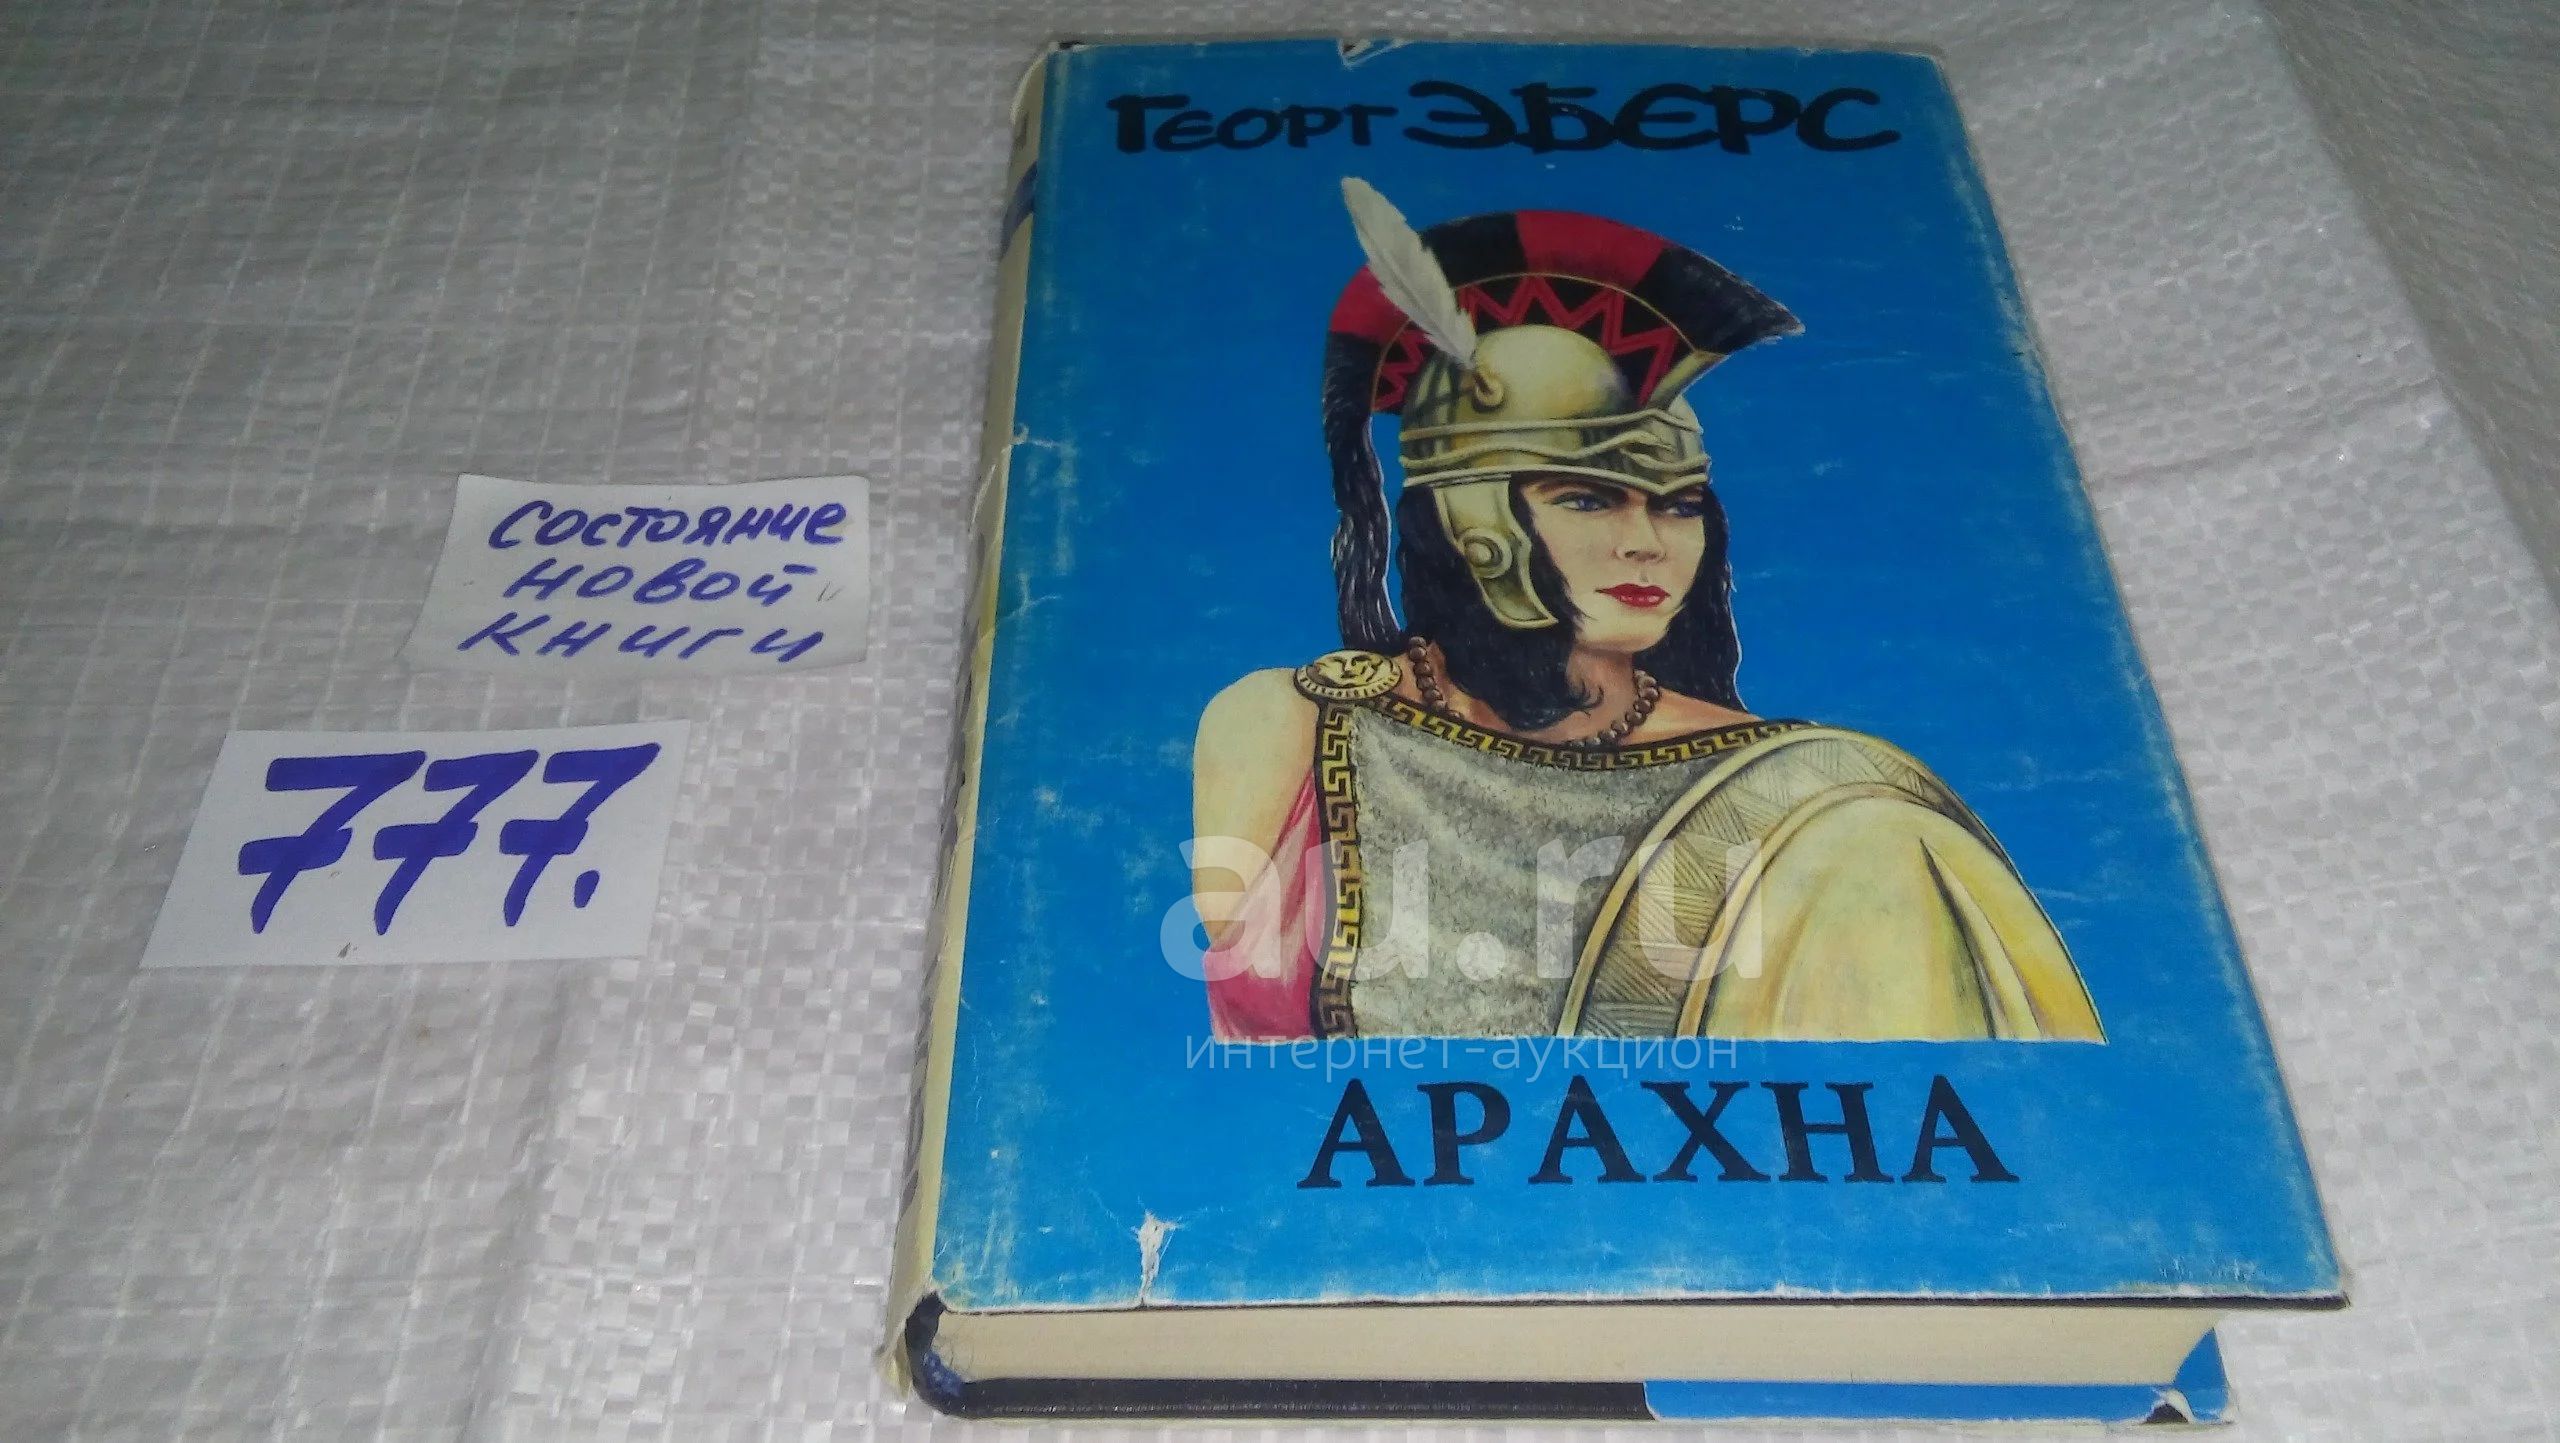 ГЕОРГ ЭБЕРС
состояние
новой
книги
777.
au.ru
интернет-аукцион
АРАХНА